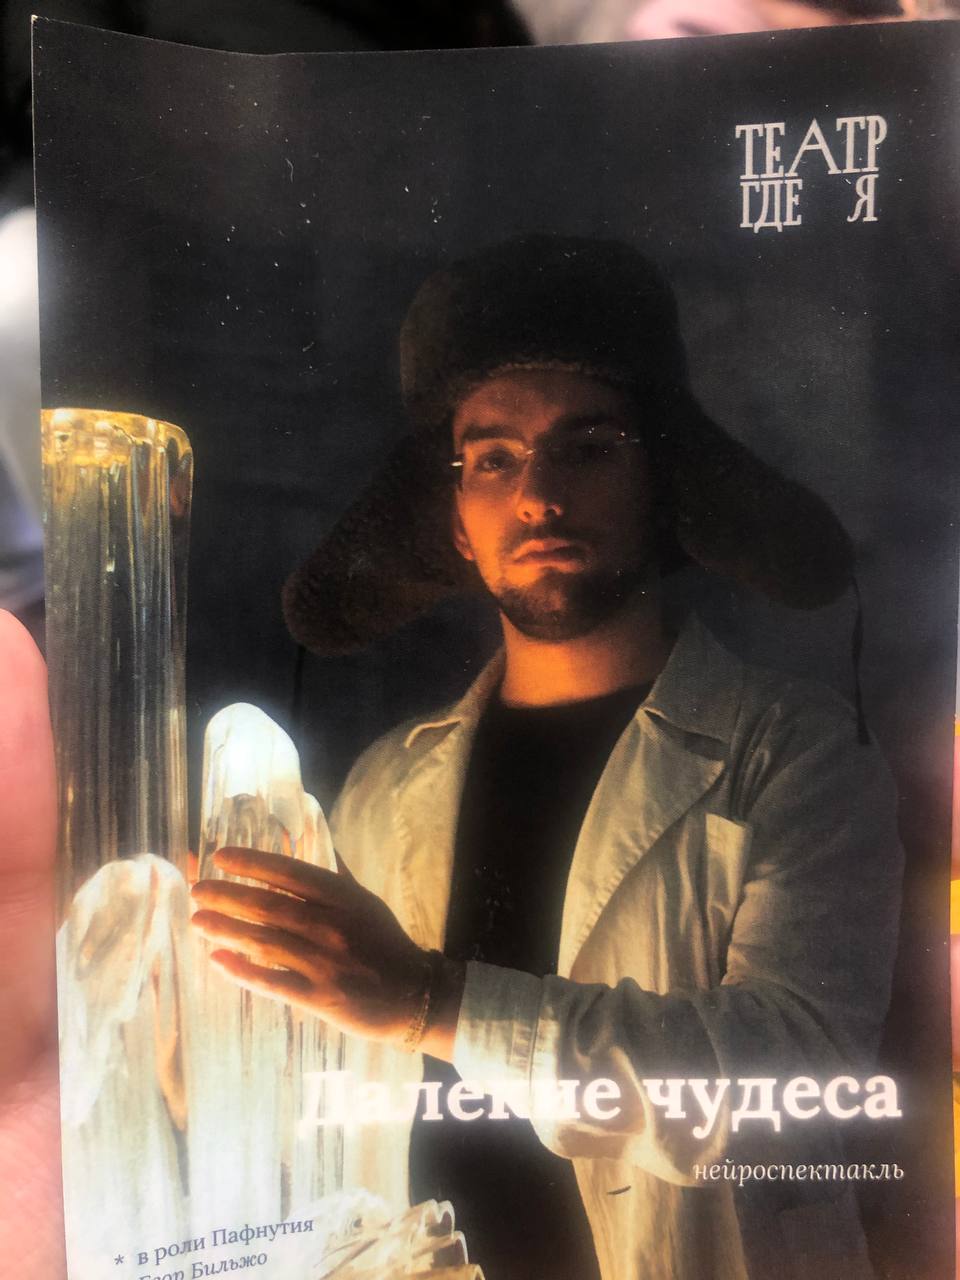 ТЕАТР
ГДЕ Я
Далекие чудеса
нейроспектакль
* в роли Пафнутия
Егор Бильжо